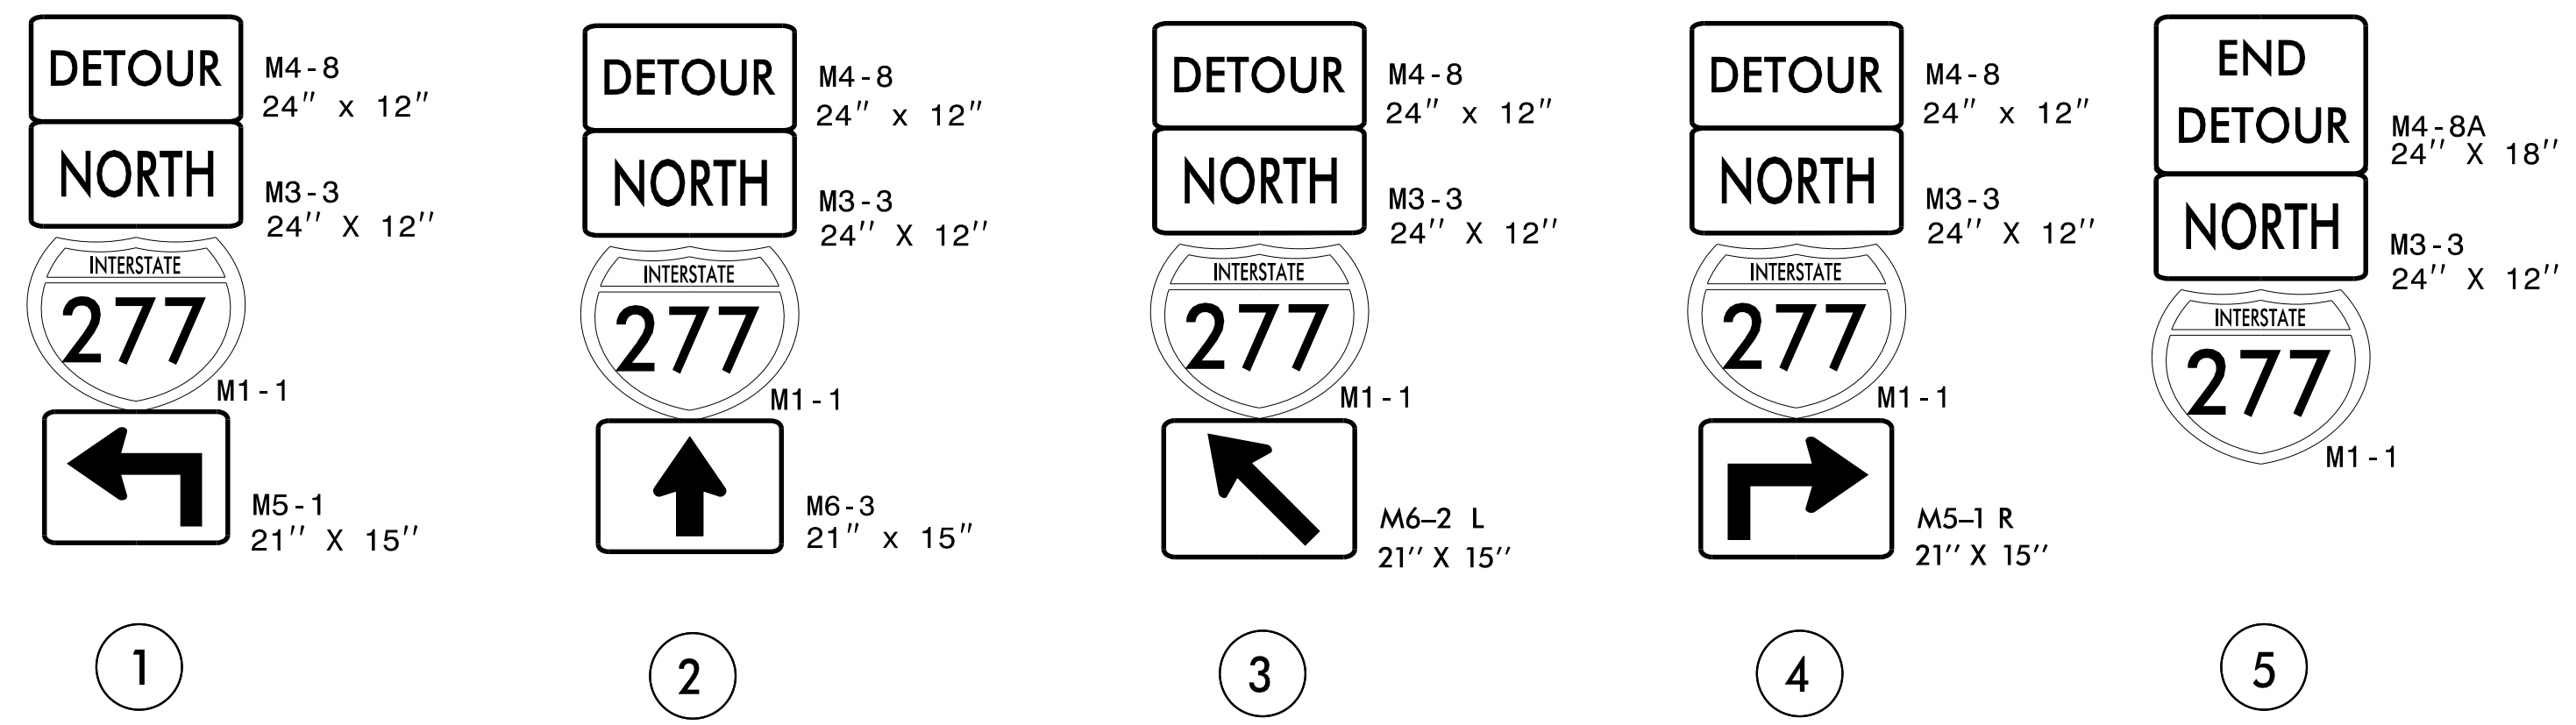 DETOUR
M4-8
24" x 12"
NORTH
M3-3
24'' X 12''
INTERSTATE
277
M1-1
M5-1
21'' X 15''
1
DETOUR
M4-8
24" x 12"
NORTH
M3-3
24'' X 12''
INTERSTATE
277
M1-1
M6-3
21" x 15"
2
DETOUR
M4-8
24" x 12"
NORTH
M3-3
24'' X 12''
INTERSTATE
277
M1-1
M6–2 L
21'' X 15''
3
DETOUR
M4-8
24" x 12"
NORTH
M3-3
24'' X 12''
INTERSTATE
277
M1-1
M5–1 R
21'' X 15''
4
END
DETOUR
M4-8A
24'' X 18''
NORTH
M3-3
24'' X 12''
INTERSTATE
277
M1-1
5